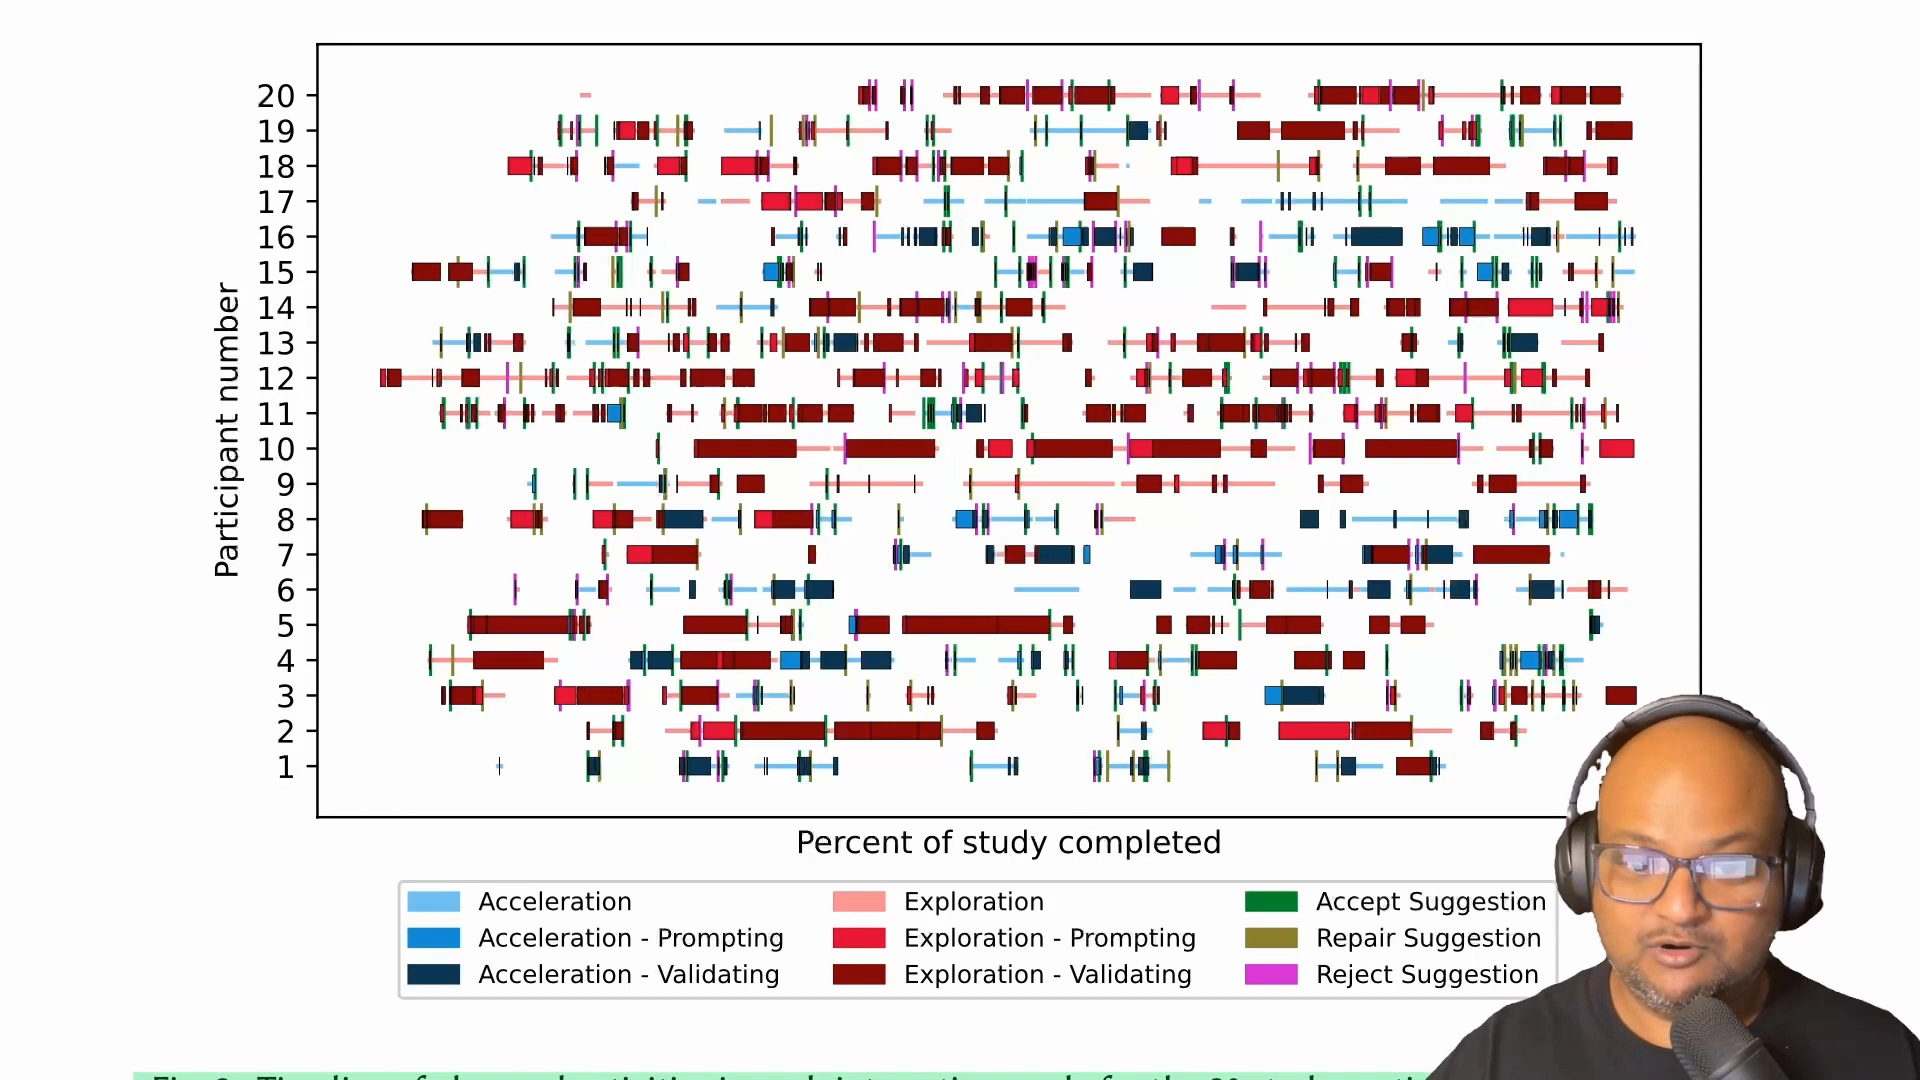 20
19
18
17
16
15
14
13
12
11
10
9
8
7
6
5
4
3
2
1
Participant number
Percent of study completed
Acceleration
Exploration
Accept Suggestion
Acceleration - Prompting
Exploration - Prompting
Repair Suggestion
Acceleration - Validating
Exploration - Validating
Reject Suggestion